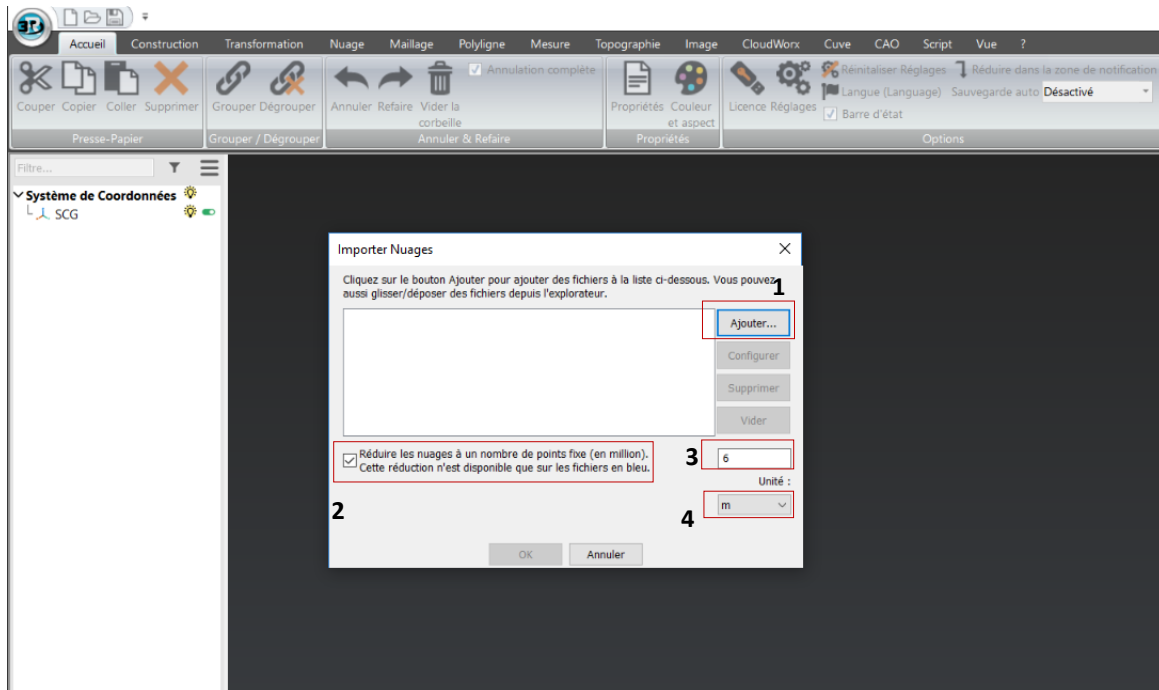 3DR
Accueil Construction Transformation Nuage Maillage Polyligne Mesure Topographie Image CloudWorx Cuve CAO Script Vue ?
Couper Copier Coller Supprimer
Presse-Papier
Grouper Dégrouper
Grouper / Dégrouper
Annuler Refaire Vider la
corbeille
Annulation complète
Annuler & Refaire
Propriétés Couleur
et aspect
Propriétés
Licence Réglages
Réinitaliser Réglages Réduire dans la zone de notification
Langue (Language) Sauvegarde auto Désactivé
Barre d'état
Options
Filtre...
Système de Coordonnées
SCG
Importer Nuages
Cliquez sur le bouton Ajouter pour ajouter des fichiers à la liste ci-dessous. Vous pouvez
aussi glisser/déposer des fichiers depuis l'explorateur.
1
Ajouter...
Configurer
Supprimer
Vider
Réduire les nuages à un nombre de points fixe (en million).
Cette réduction n'est disponible que sur les fichiers en bleu.
2
3
6
Unité :
m
4
OK Annuler